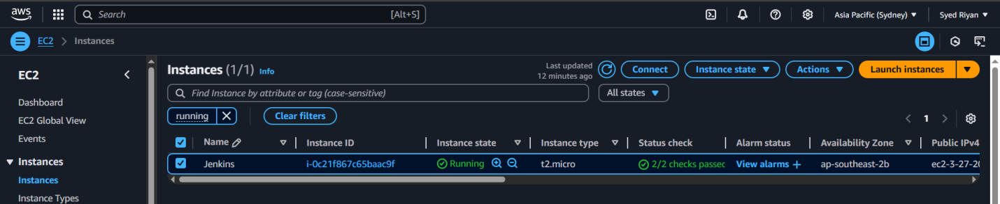 aws
Search [Alt+S]
Asia Pacific (Sydney)
Syed Riyan
EC2 > Instances
EC2
Dashboard
EC2 Global View
Events
Instances
Instances
Instance Types
Instances (1/1) Info
Last updated
12 minutes ago
Connect
Instance state
Actions
Launch instances
Find Instance by attribute or tag (case-sensitive)
All states
running
Clear filters
1
Name Instance ID Instance state Instance type Status check Alarm status Availability Zone Public IPv4
Jenkins i-0c21f867c65baac9f Running t2.micro 2/2 checks passec View alarms + ap-southeast-2b ec2-3-27-20